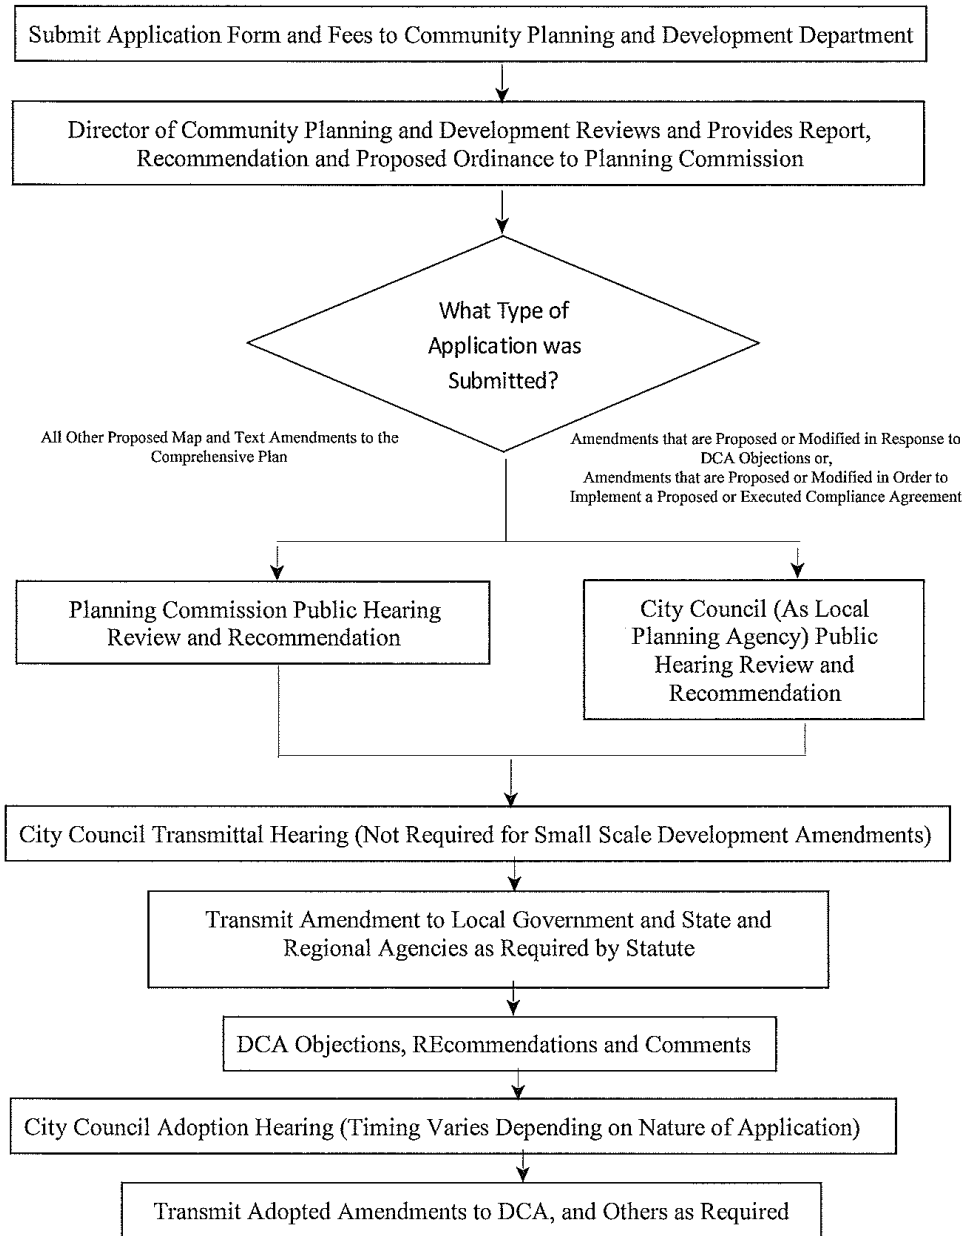 Submit Application Form and Fees to Community Planning and Development Department
Director of Community Planning and Development Reviews and Provides Report,
Recommendation and Proposed Ordinance to Planning Commission
What Type of
Application was
Submitted?
All Other Proposed Map and Text Amendments to the
Comprehensive Plan
Amendments that are Proposed or Modified in Response to
DCA Objections or,
Amendments that are Proposed or Modified in Order to
Implement a Proposed or Executed Compliance Agreement
Planning Commission Public Hearing
Review and Recommendation
City Council (As Local
Planning Agency) Public
Hearing Review and
Recommendation
City Council Transmittal Hearing (Not Required for Small Scale Development Amendments)
Transmit Amendment to Local Government and State and
Regional Agencies as Required by Statute
DCA Objections, REcommendations and Comments
City Council Adoption Hearing (Timing Varies Depending on Nature of Application)
Transmit Adopted Amendments to DCA, and Others as Required